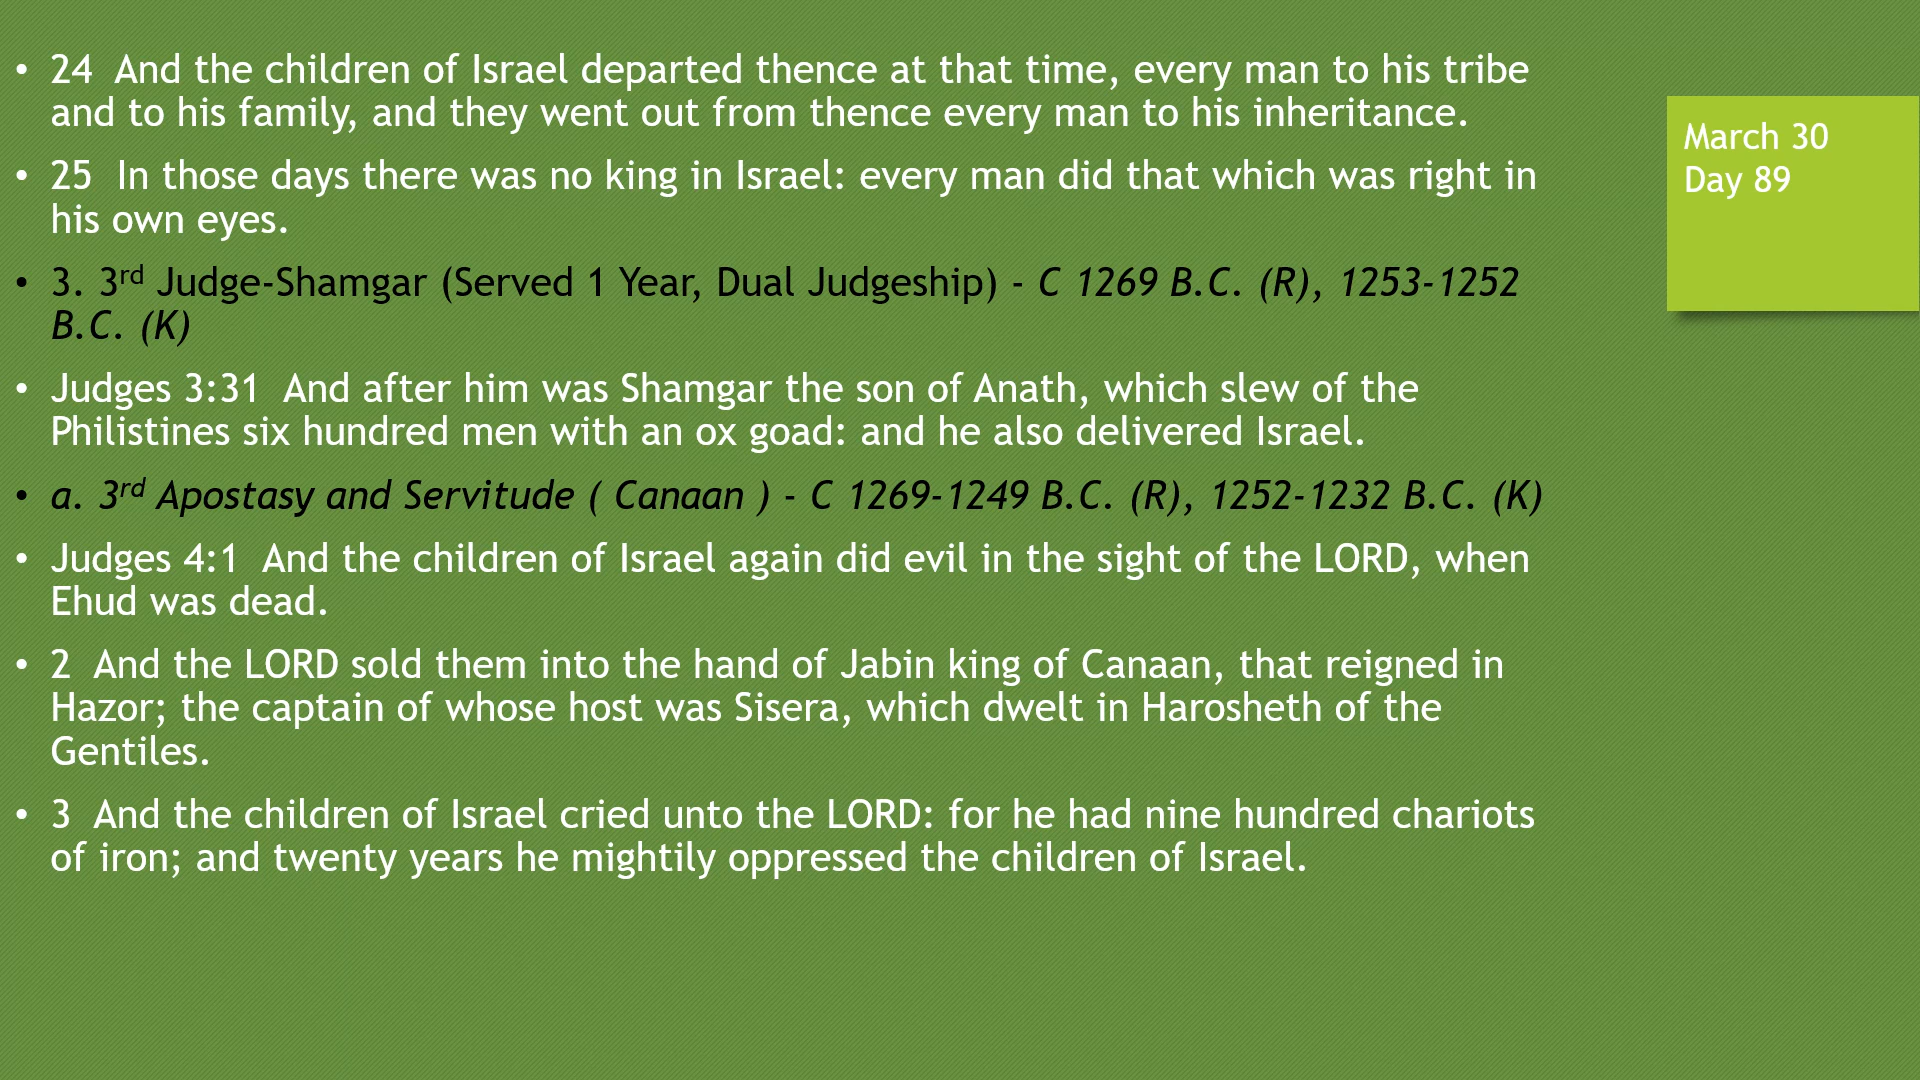 • 24  And the children of Israel departed thence at that time, every man to his tribe
and to his family, and they went out from thence every man to his inheritance.
• 25  In those days there was no king in Israel: every man did that which was right in
his own eyes.
• 3. 3rd Judge-Shamgar (Served 1 Year, Dual Judgeship) - C 1269 B.C. (R), 1253-1252
B.C. (K)
• Judges 3:31  And after him was Shamgar the son of Anath, which slew of the
Philistines six hundred men with an ox goad: and he also delivered Israel.
• a. 3rd Apostasy and Servitude ( Canaan ) - C 1269-1249 B.C. (R), 1252-1232 B.C. (K)
• Judges 4:1  And the children of Israel again did evil in the sight of the LORD, when
Ehud was dead.
• 2  And the LORD sold them into the hand of Jabin king of Canaan, that reigned in
Hazor; the captain of whose host was Sisera, which dwelt in Harosheth of the
Gentiles.
• 3  And the children of Israel cried unto the LORD: for he had nine hundred chariots
of iron; and twenty years he mightily oppressed the children of Israel.
March 30
Day 89